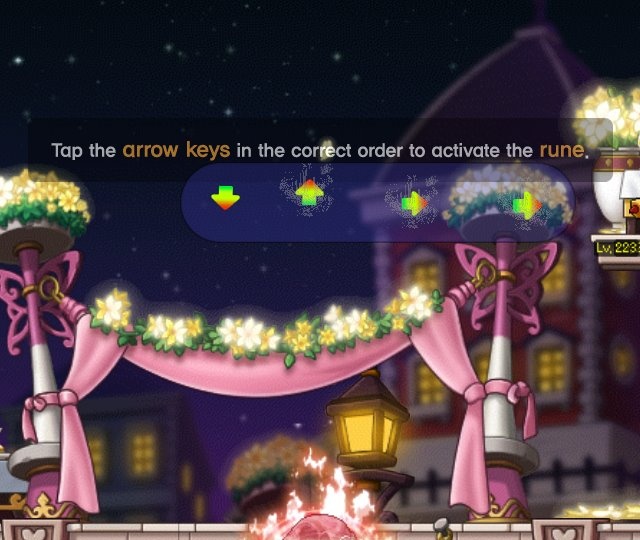 Tap the arrow keys in the correct order to activate the rune.